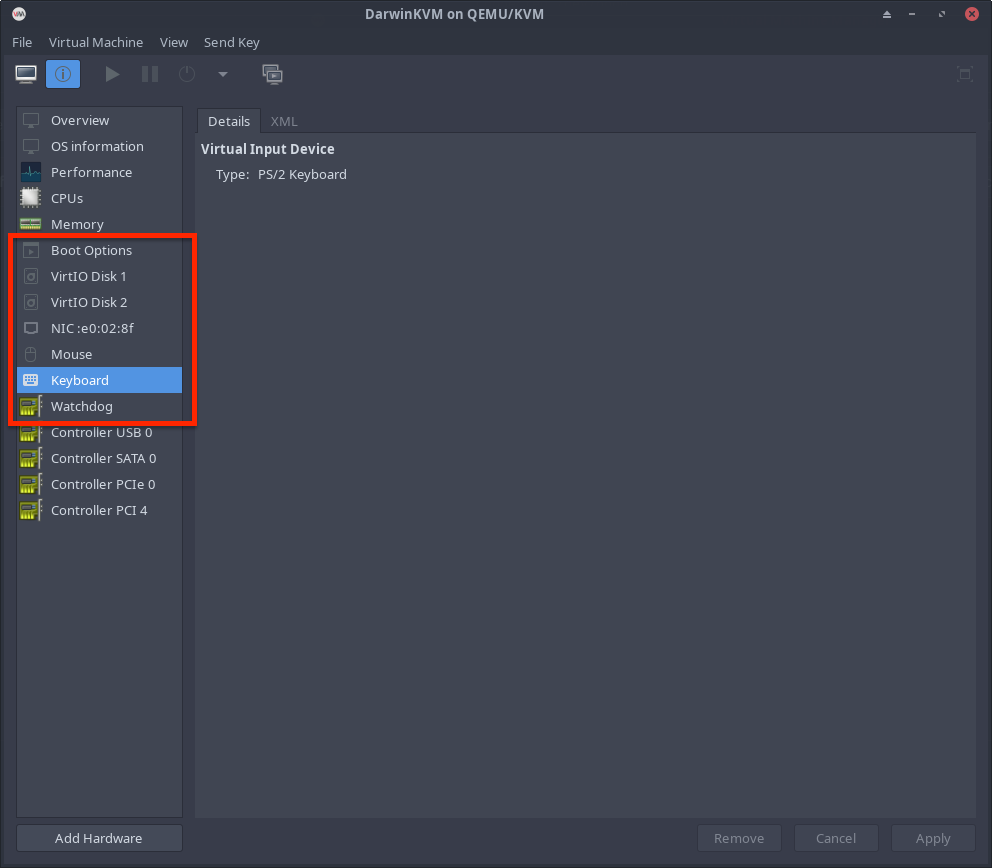 DarwinKVM on QEMU/KVM
File Virtual Machine View Send Key
Overview
OS information
Performance
CPUs
Memory
Boot Options
VirtIO Disk 1
VirtIO Disk 2
NIC :e0:02:8f
Mouse
Keyboard
Watchdog
Controller USB 0
Controller SATA 0
Controller PCIe 0
Controller PCI 4
Add Hardware
Details XML
Virtual Input Device
Type: PS/2 Keyboard
Remove Cancel Apply